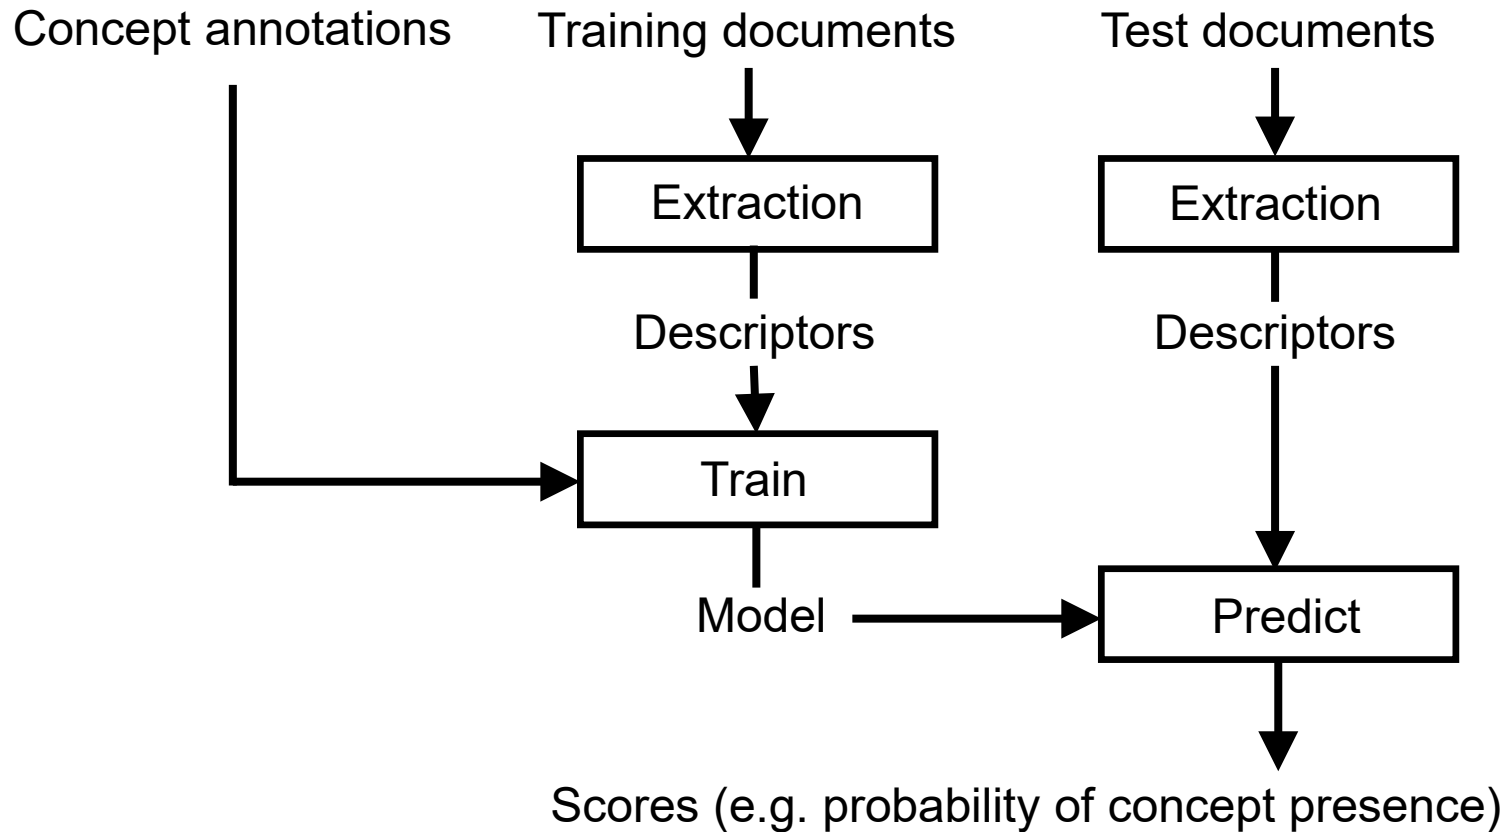 Concept annotations
Training documents
Test documents
Extraction
Extraction
Descriptors
Descriptors
Train
Model
Predict
Scores (e.g. probability of concept presence)